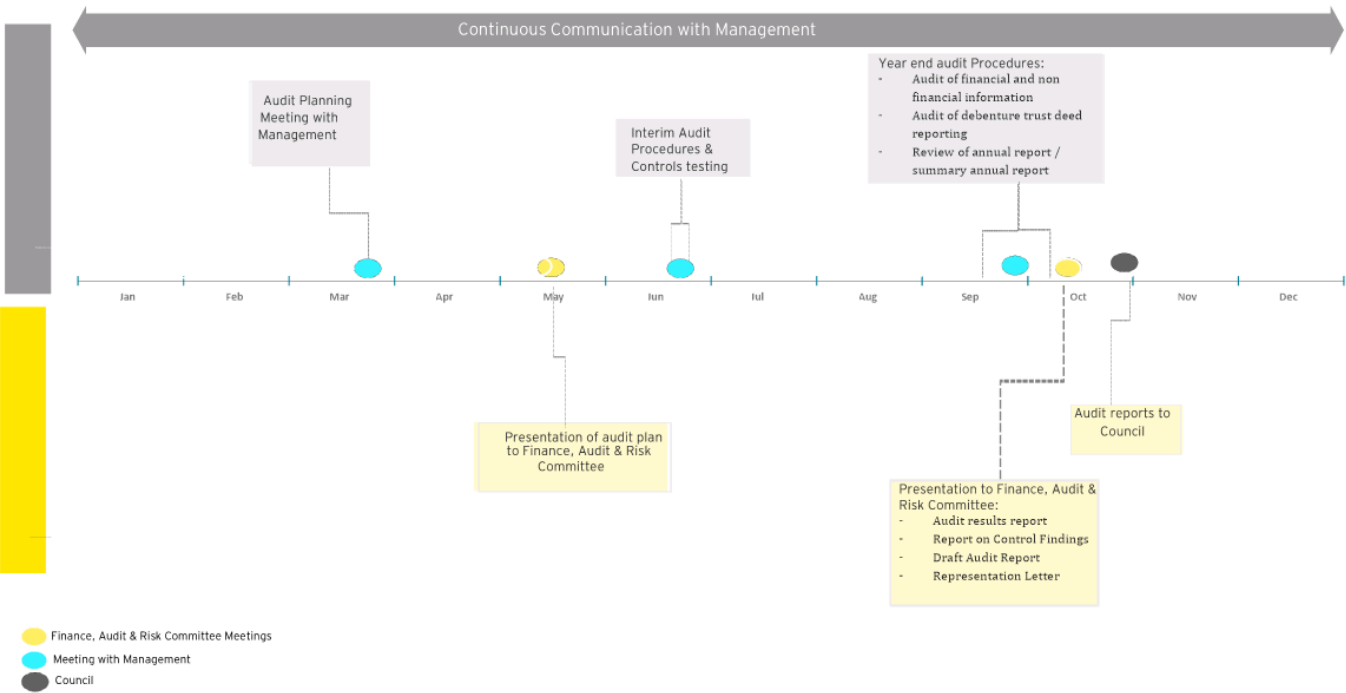 Continuous Communication with Management
Audit Planning
Meeting with
Management
Interim Audit
Procedures &
Controls testing
Year end audit Procedures:
- Audit of financial and non
financial information
- Audit of debenture trust deed
reporting
- Review of annual report /
summary annual report
Jan
Feb
Mar
Apr
May
Jun
Jul
Aug
Sep
Oct
Nov
Dec
Presentation of audit plan
to Finance, Audit & Risk
Committee
Audit reports to
Council
Presentation to Finance, Audit &
Risk Committee:
- Audit results report
- Report on Control Findings
- Draft Audit Report
- Representation Letter
Finance, Audit & Risk Committee Meetings
Meeting with Management
Council